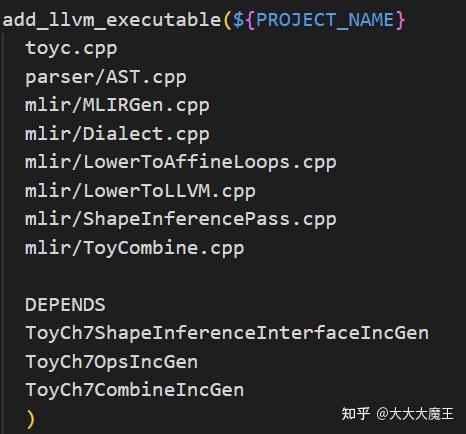 add_llvm_executable(${PROJECT_NAME}
toyc.cpp
parser/AST.cpp
mlir/MLIRGen.cpp
mlir/Dialect.cpp
mlir/LowerToAffineLoops.cpp
mlir/LowerToLLVM.cpp
mlir/ShapeInferencePass.cpp
mlir/ToyCombine.cpp
DEPENDS
ToyCh7ShapeInferenceInterfaceIncGen
ToyCh7OpsIncGen
ToyCh7CombineIncGen
)
知乎 @大大大魔王